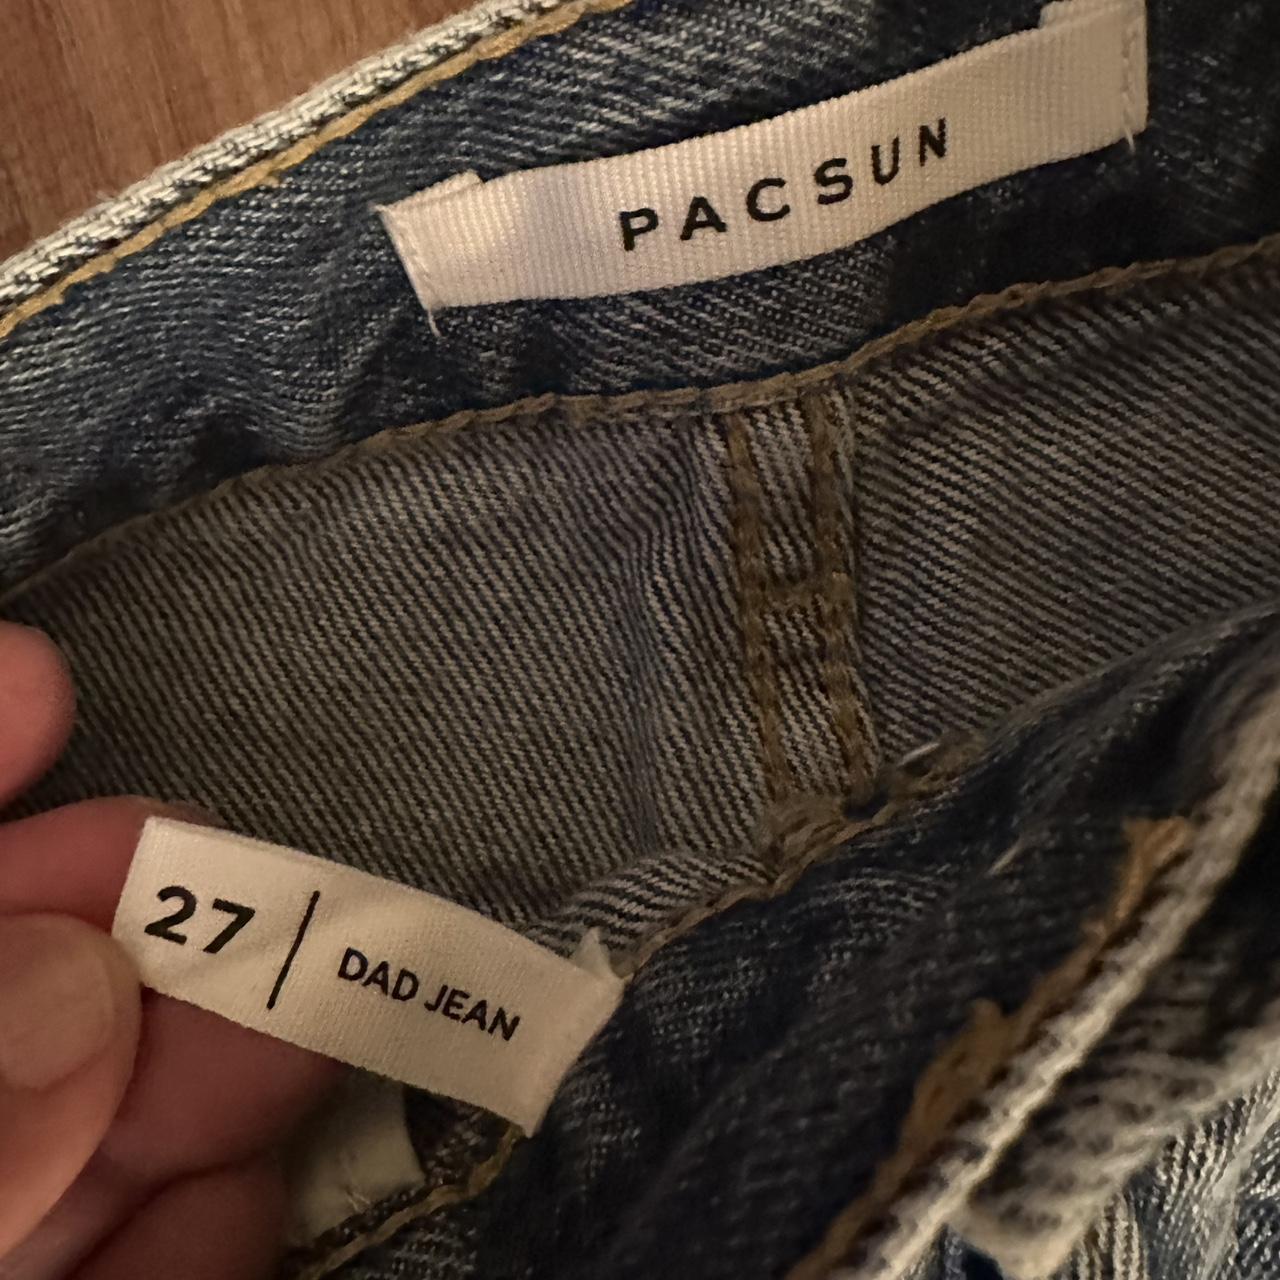 PACSUN
27 | DAD JEAN